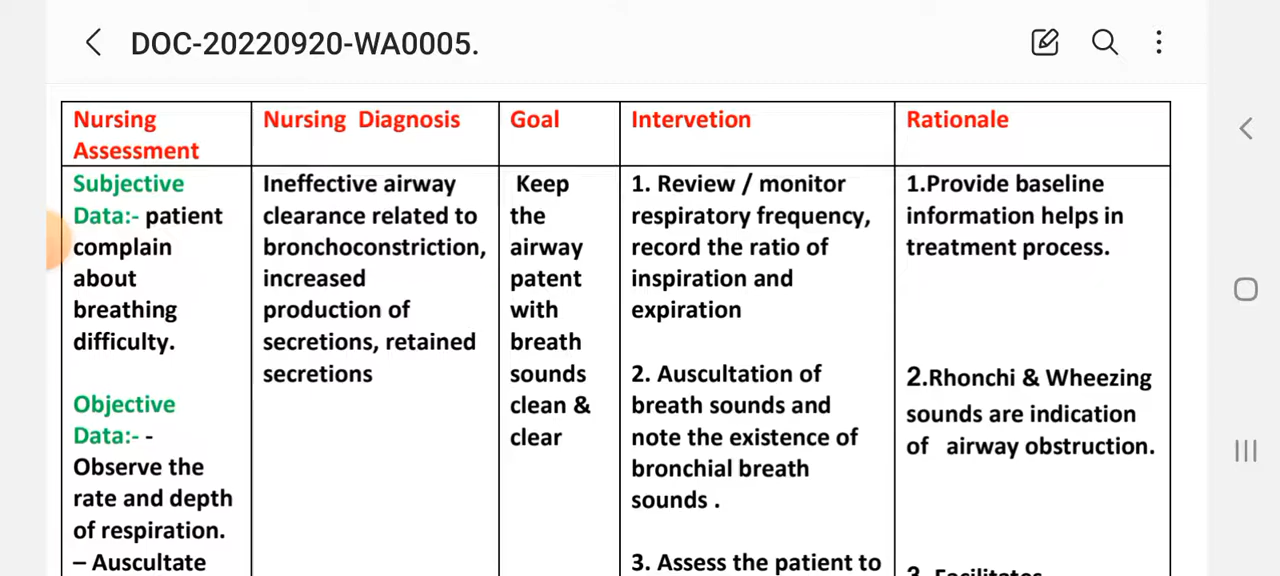 DOC-20220920-WA0005.
Nursing
Assessment
Nursing Diagnosis
Goal
Intervetion
Rationale
Subjective
Data:- patient
complain
about
breathing
difficulty.
Objective
Data:- -
Observe the
rate and depth
of respiration.
– Auscultate
Ineffective airway
clearance related to
bronchoconstriction,
increased
production of
secretions, retained
secretions
Keep
the
airway
patent
with
breath
sounds
clean &
clear
1. Review / monitor
respiratory frequency,
record the ratio of
inspiration and
expiration
2. Auscultation of
breath sounds and
note the existence of
bronchial breath
sounds .
3. Assess the patient to
1.Provide baseline
information helps in
treatment process.
2.Rhonchi & Wheezing
sounds are indication
of airway obstruction.
3. Facilitates